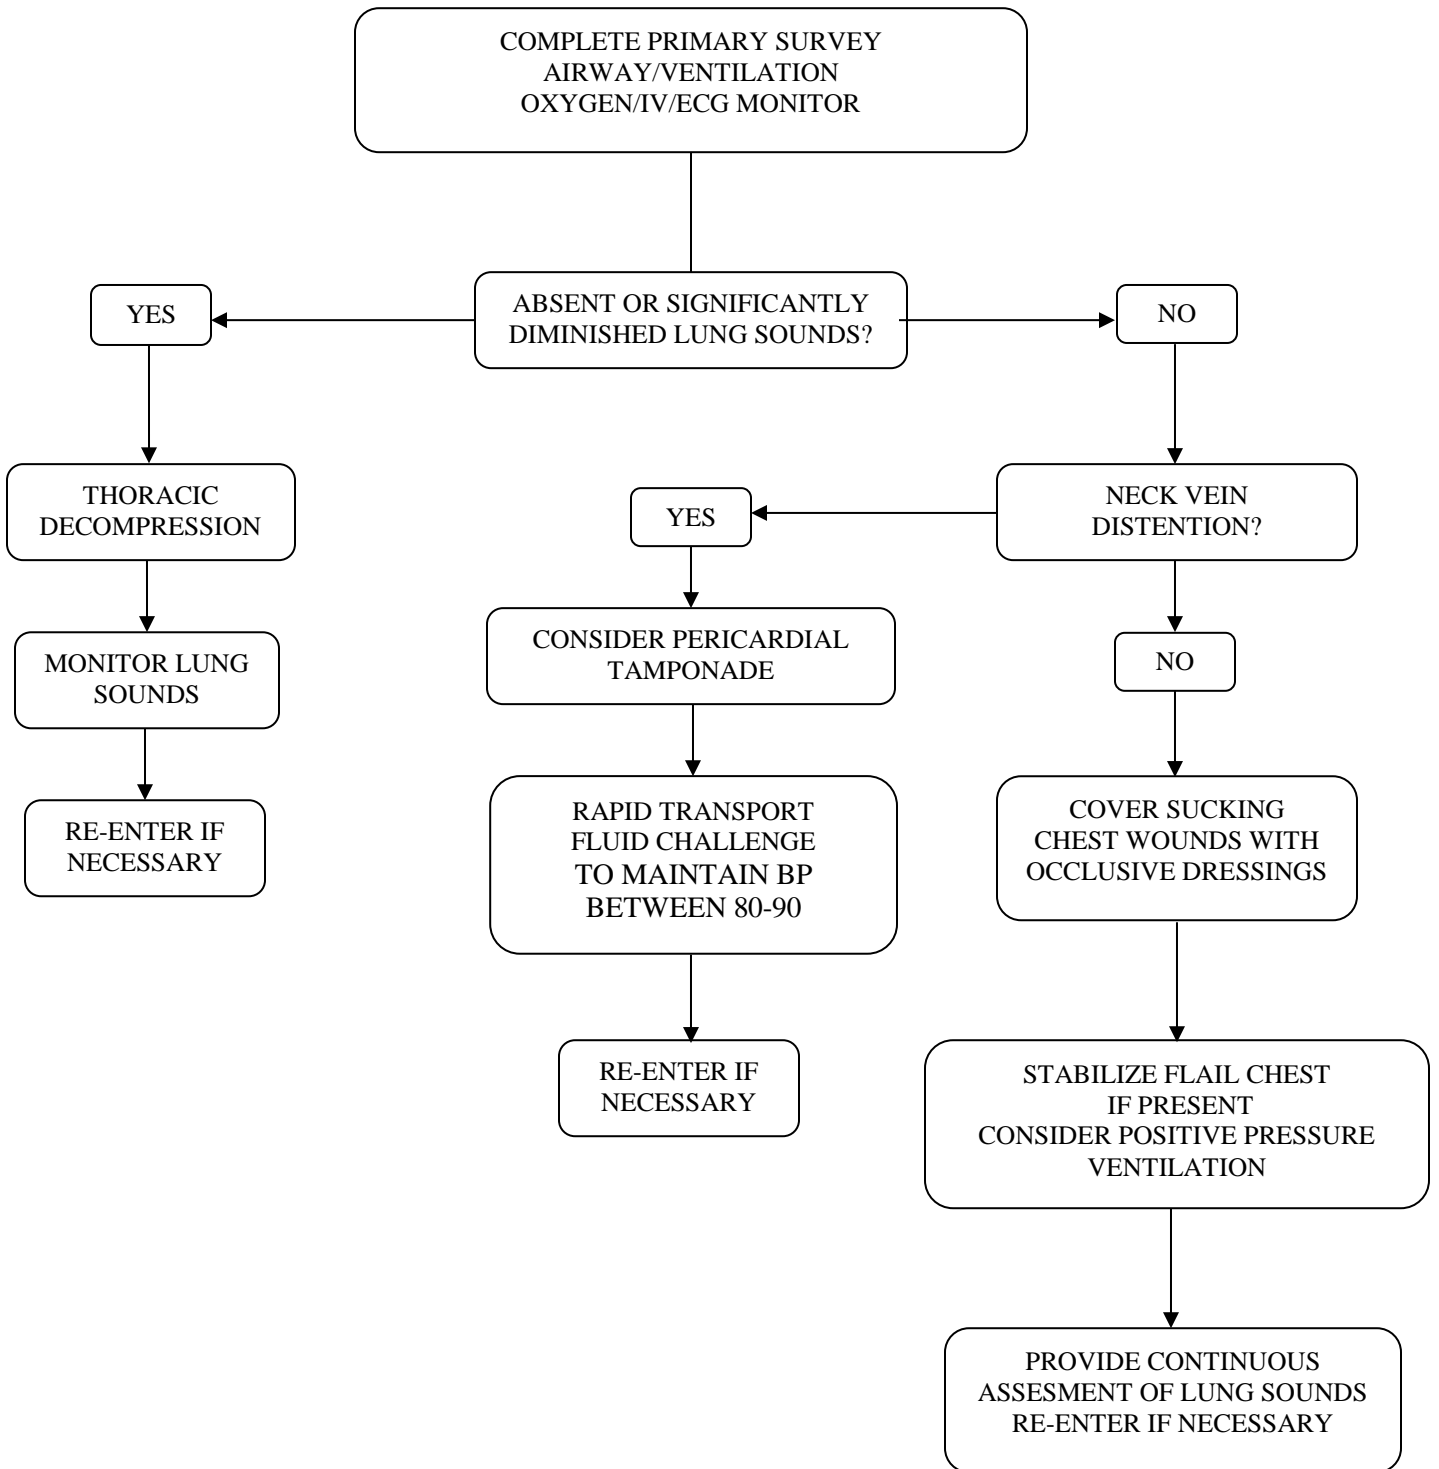 COMPLETE PRIMARY SURVEY
AIRWAY/VENTILATION
OXYGEN/IV/ECG MONITOR
ABSENT OR SIGNIFICANTLY
DIMINISHED LUNG SOUNDS?
YES
NO
THORACIC
DECOMPRESSION
MONITOR LUNG
SOUNDS
RE-ENTER IF
NECESSARY
NECK VEIN
DISTENTION?
YES
CONSIDER PERICARDIAL
TAMPONADE
RAPID TRANSPORT
FLUID CHALLENGE
TO MAINTAIN BP
BETWEEN 80-90
RE-ENTER IF
NECESSARY
NO
COVER SUCKING
CHEST WOUNDS WITH
OCCLUSIVE DRESSINGS
STABILIZE FLAIL CHEST
IF PRESENT
CONSIDER POSITIVE PRESSURE
VENTILATION
PROVIDE CONTINUOUS
ASSESMENT OF LUNG SOUNDS
RE-ENTER IF NECESSARY